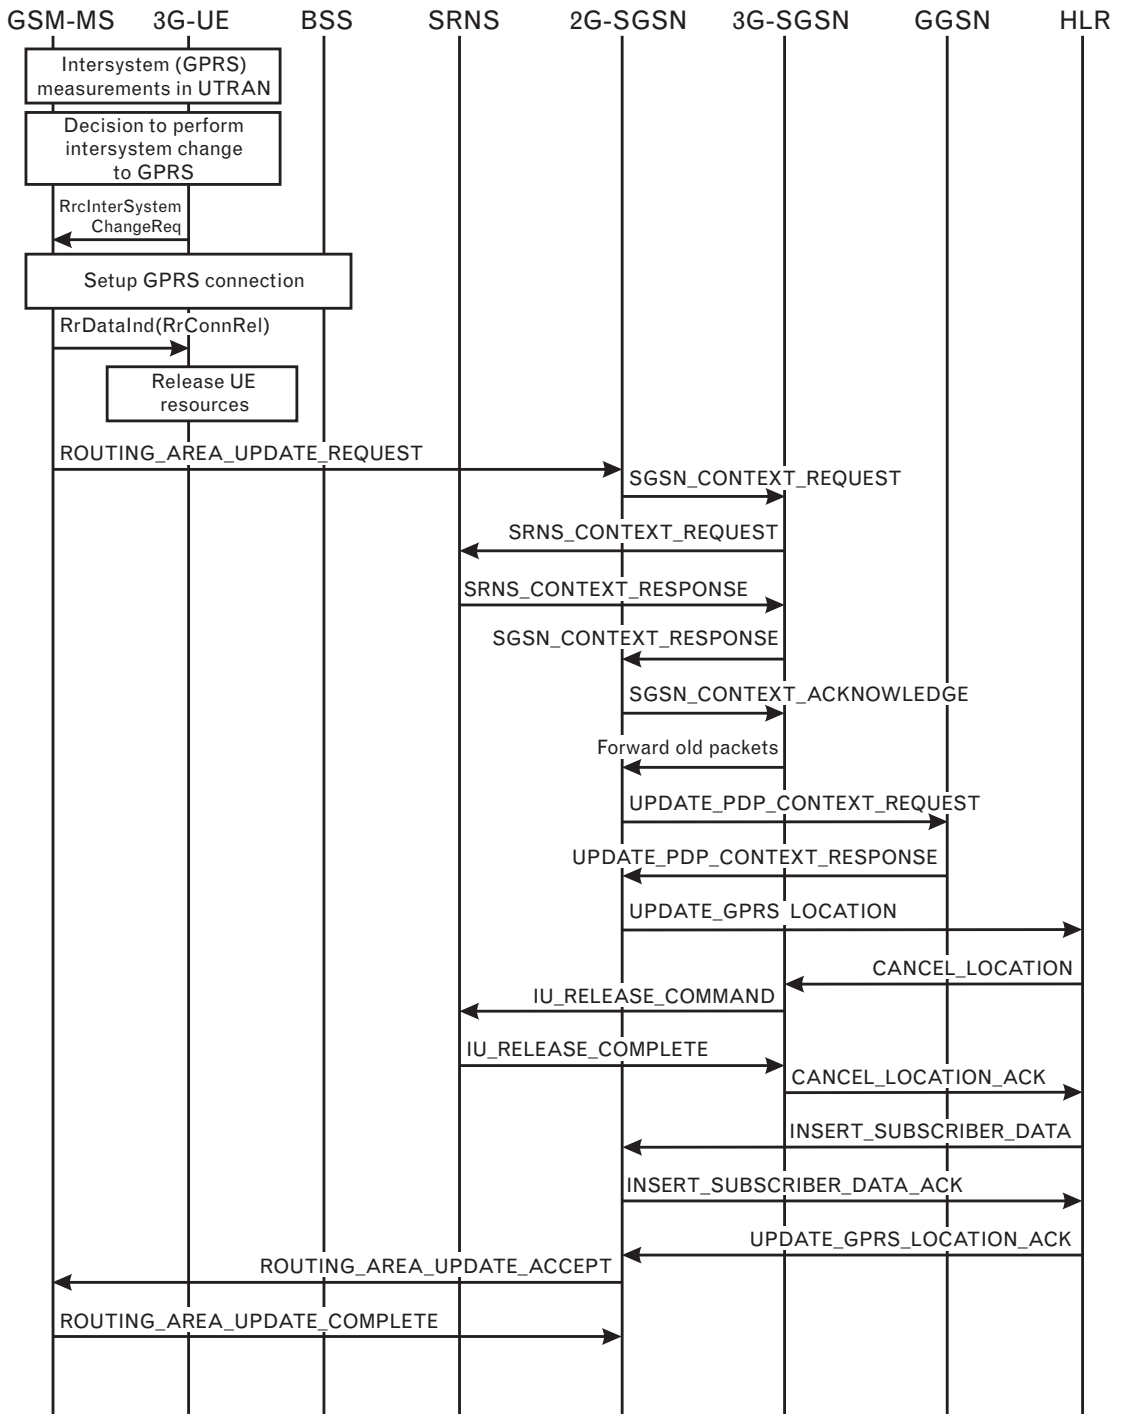 GSM-MS 3G-UE BSS SRNS 2G-SGSN 3G-SGSN GGSN HLR
Intersystem (GPRS)
measurements in UTRAN
Decision to perform
intersystem change
to GPRS
RrcInterSystem
ChangeReq
Setup GPRS connection
RrDataInd(RrConnRel)
Release UE
resources
ROUTING_AREA_UPDATE_REQUEST
SGSN_CONTEXT_REQUEST
SRNS_CONTEXT_REQUEST
SRNS_CONTEXT_RESPONSE
SGSN_CONTEXT_RESPONSE
SGSN_CONTEXT_ACKNOWLEDGE
Forward old packets
UPDATE_PDP_CONTEXT_REQUEST
UPDATE_PDP_CONTEXT_RESPONSE
UPDATE_GPRS_LOCATION
CANCEL_LOCATION
IU_RELEASE_COMMAND
IU_RELEASE_COMPLETE
CANCEL_LOCATION_ACK
INSERT_SUBSCRIBER_DATA
INSERT_SUBSCRIBER_DATA_ACK
UPDATE_GPRS_LOCATION_ACK
ROUTING_AREA_UPDATE_ACCEPT
ROUTING_AREA_UPDATE_COMPLETE